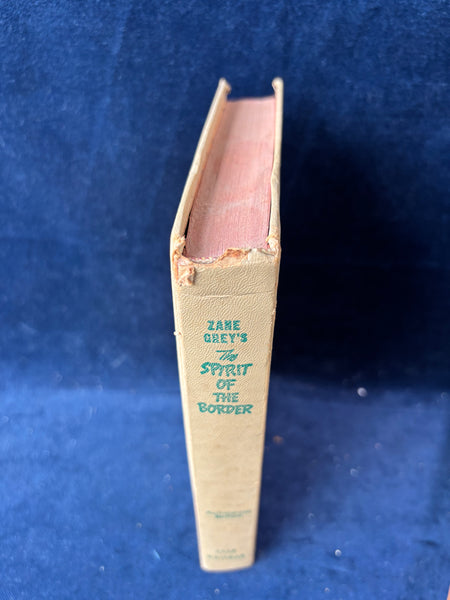 ZANE
GREY'S
The
SPIRIT
OF
THE
BORDER